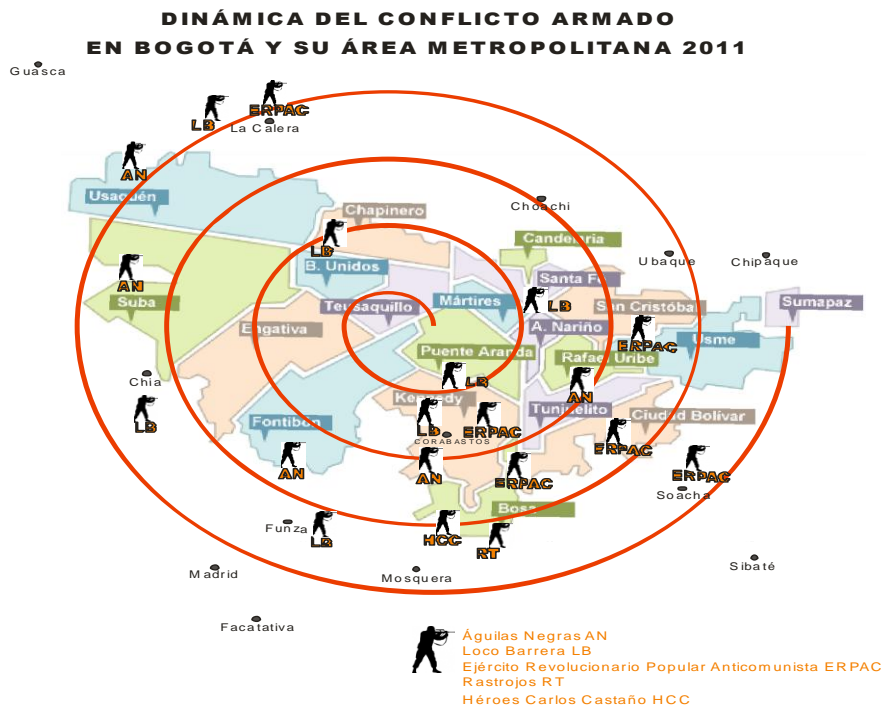 DINÁMICA DEL CONFLICTO ARMADO
EN BOGOTÁ Y SU ÁREA METROPOLITANA 2011
Guasca
ERPAC
LB
La Calera
AN
Usaquén
Choachi
Chapinero
Candelaria
LB
Ubaque
Chipaque
B. Unidos
Santa Fe
AN
Suba
Teusaquillo
Mártires
LB
San Cristóbal
Sumapaz
Engativa
A. Nariño
ERPAC
Usme
Puente Aranda
Rafael Uribe
Chia
LB
AN
Kennedy
Tunjuelito
LB
Fontibón
LB
ERPAC
Ciudad Bolívar
CORABASTOS
ERPAC
AN
AN
ERPAC
ERPAC
Soacha
Bosa
Funza
LB
HCC
RT
Madrid
Mosquera
Sibaté
Facatativa
Águilas Negras AN
Loco Barrera LB
Ejército Revolucionario Popular Anticomunista ERPAC
Rastrojos RT
Héroes Carlos Castaño HCC